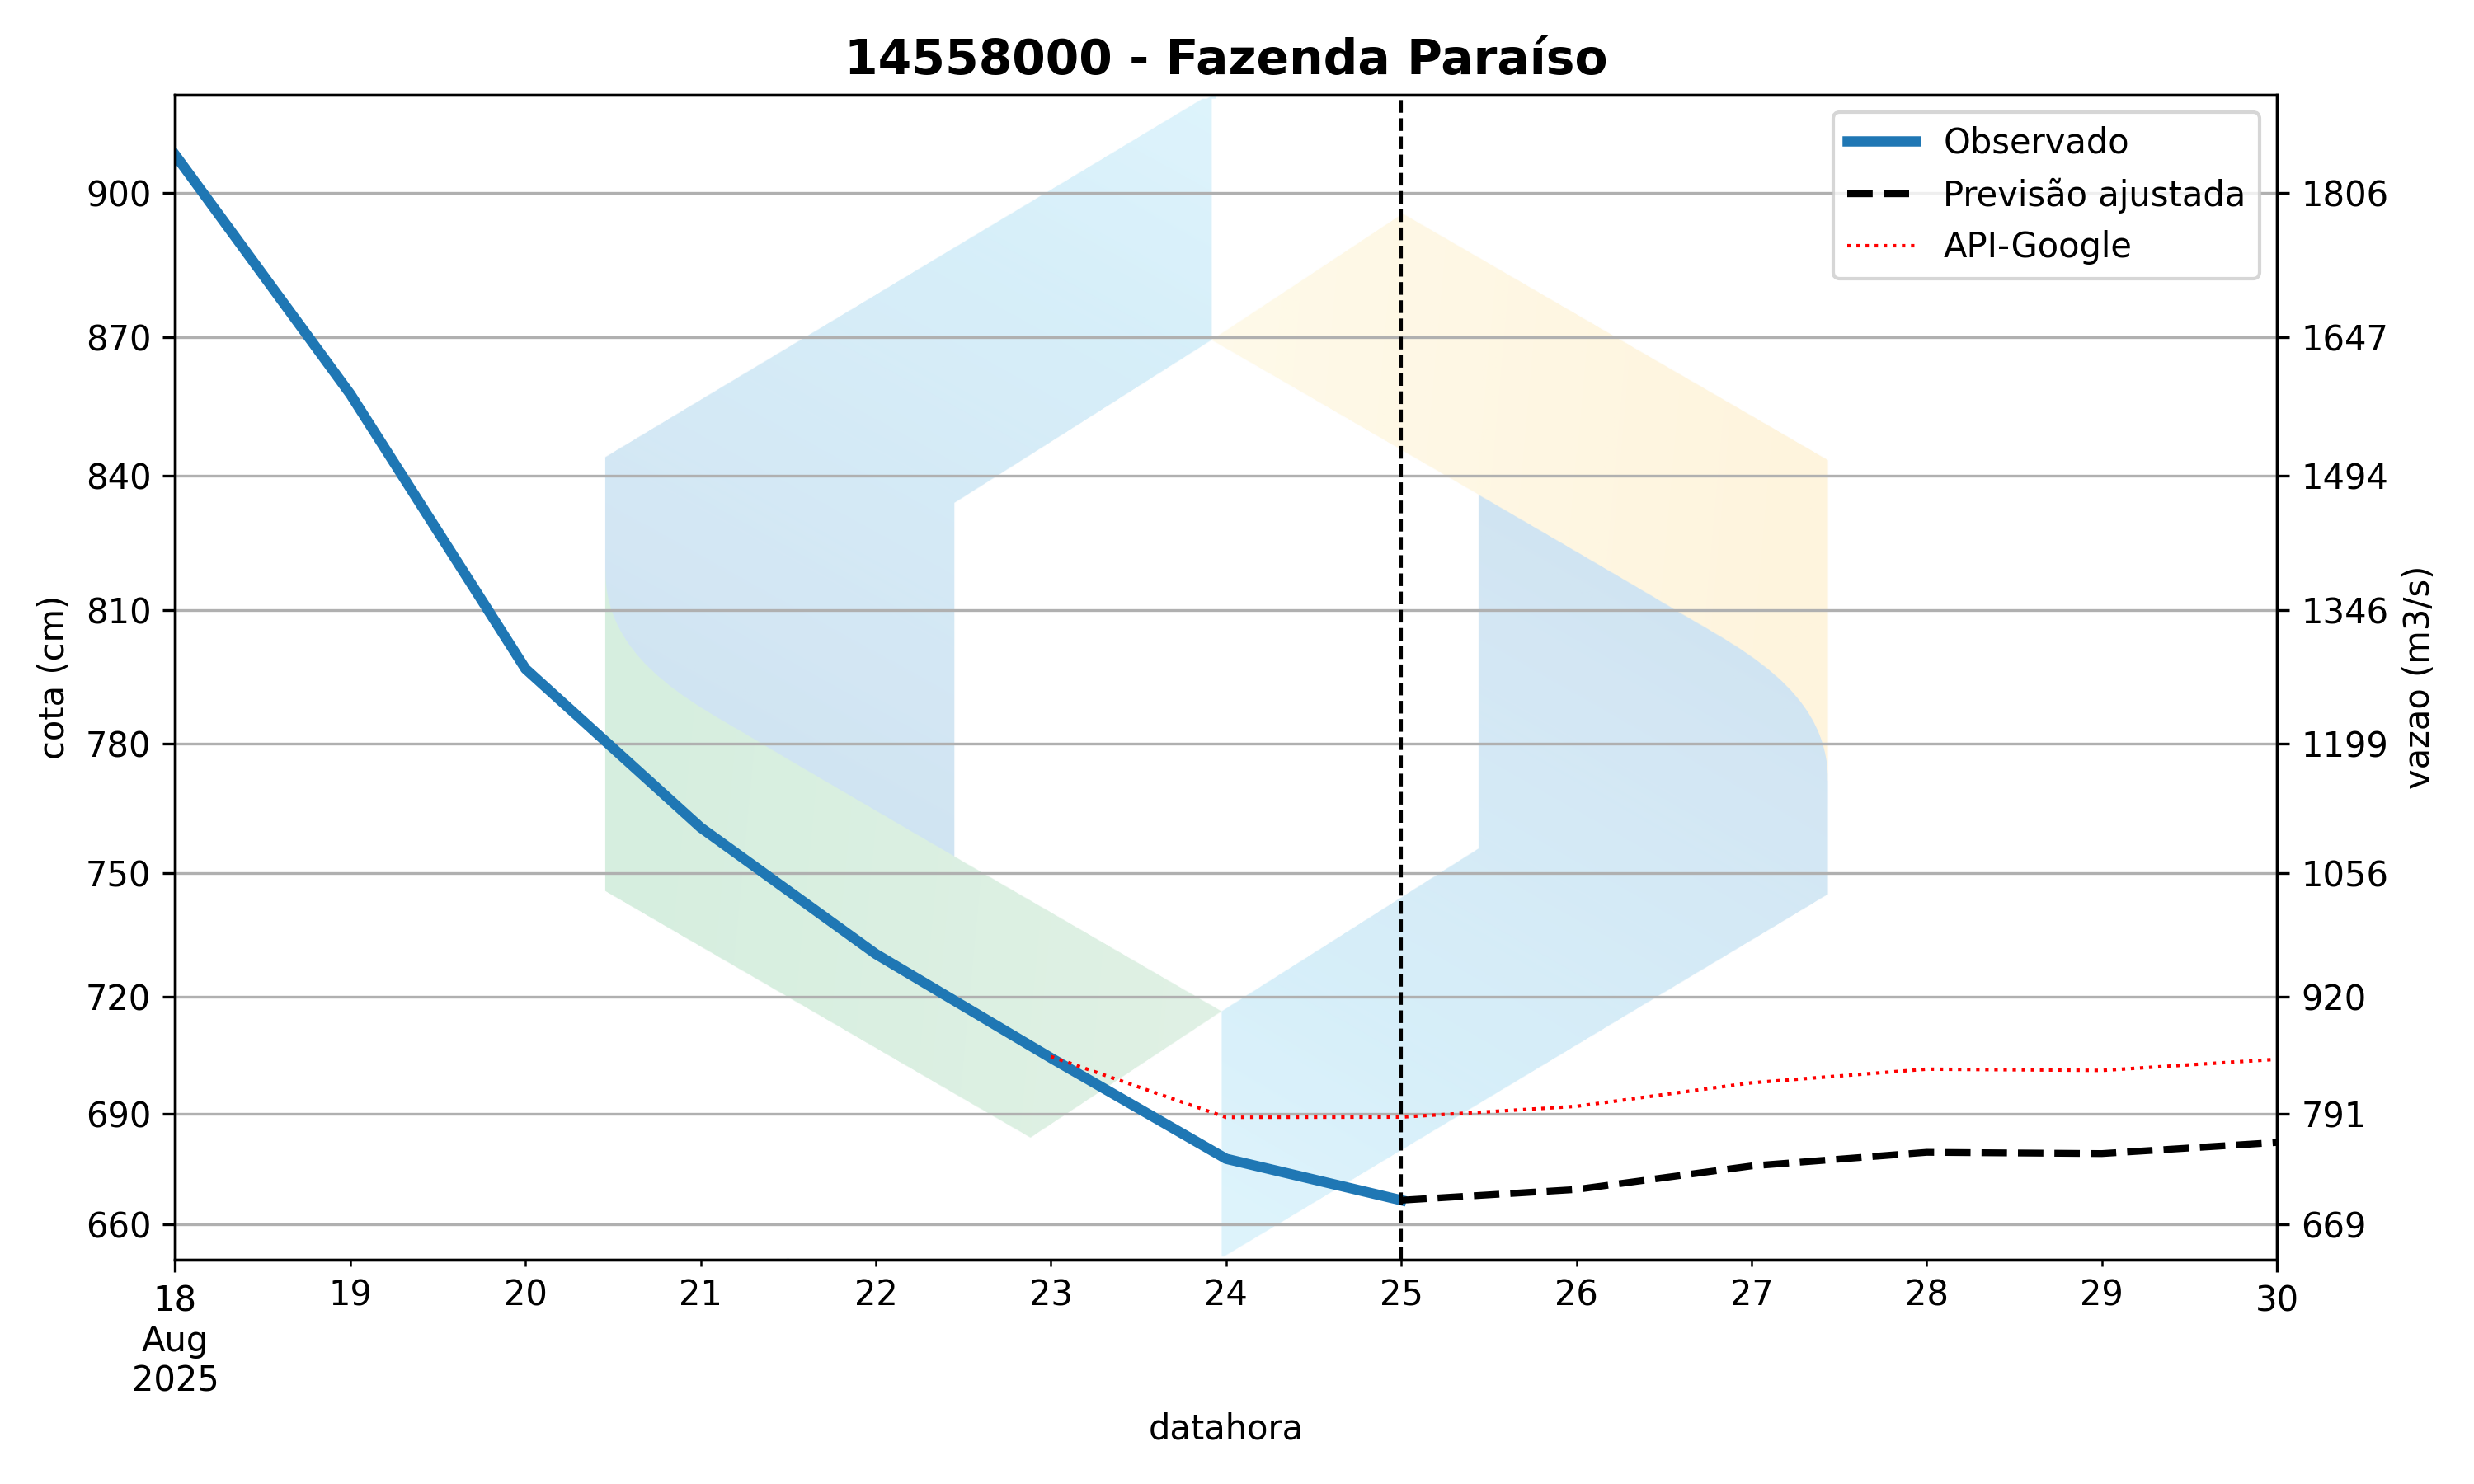 14558000 - Fazenda Paraíso
Observado
Previsão ajustada
API-Google
cota (cm)
900
870
840
810
780
750
720
690
660
1806
1647
1494
1346
1199
1056
920
791
669
vazao (m3/s)
18 19 20 21 22 23 24 25 26 27 28 29 30
Aug
2025
datahora